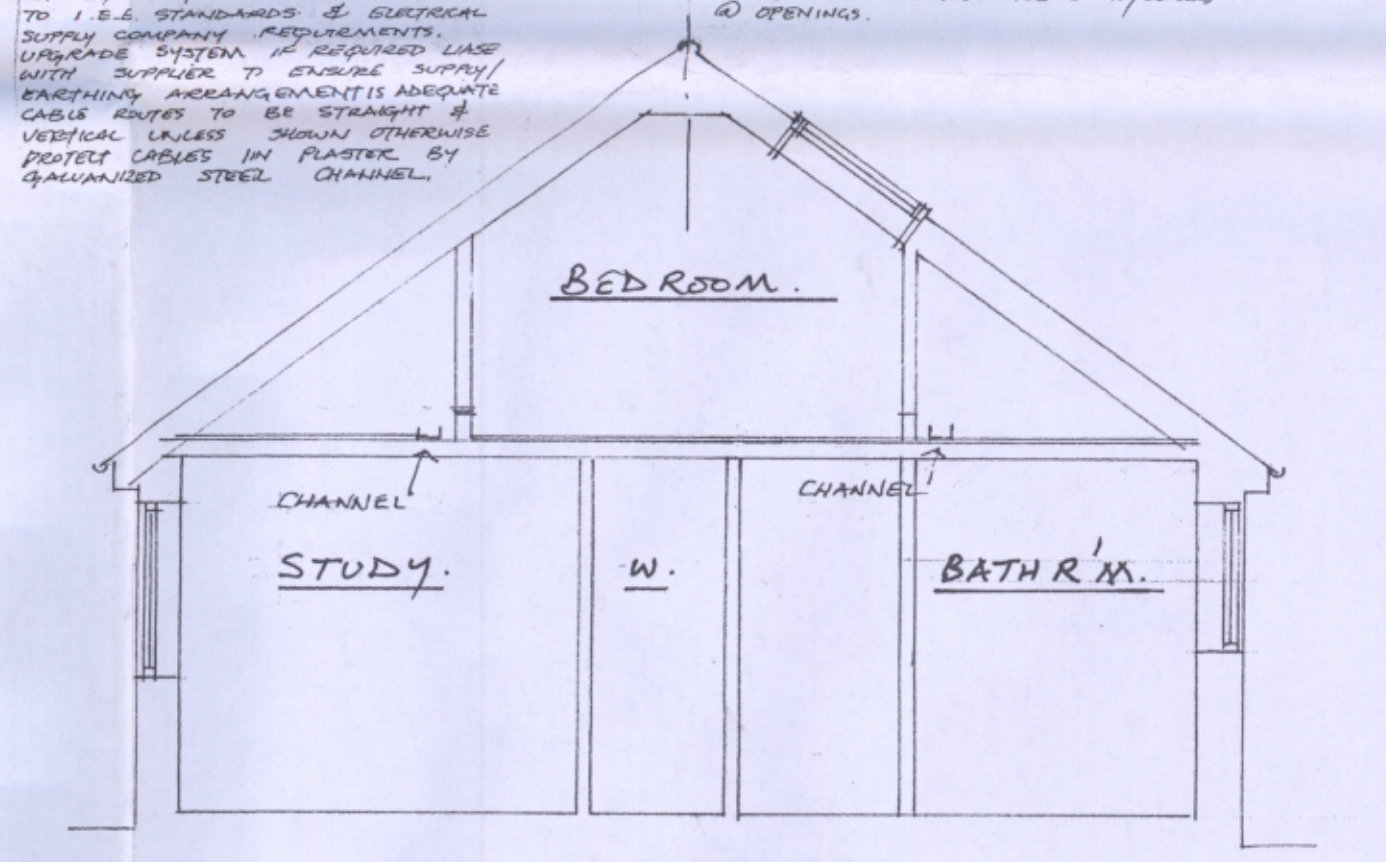 TO I.E.E. STANDARDS & ELECTRICAL
SUPPLY COMPANY REQUIRMENTS.
UPGRADE SYSTEM IF REQUIRED LIASE
WITH SUPPLIER TO ENSURE SUPPLY/
EARTHING ARRANGEMENT IS ADEQUATE
CABLE ROUTES TO BE STRAIGHT &
VERTICAL UNLESS SHOWN OTHERWISE
PROTECT CABLES IN PLASTER BY
GALVANIZED STEEL CHANNEL.
@ OPENINGS.
BEDROOM.
CHANNEL
CHANNEL
STUDY.
W.
BATH R'M.